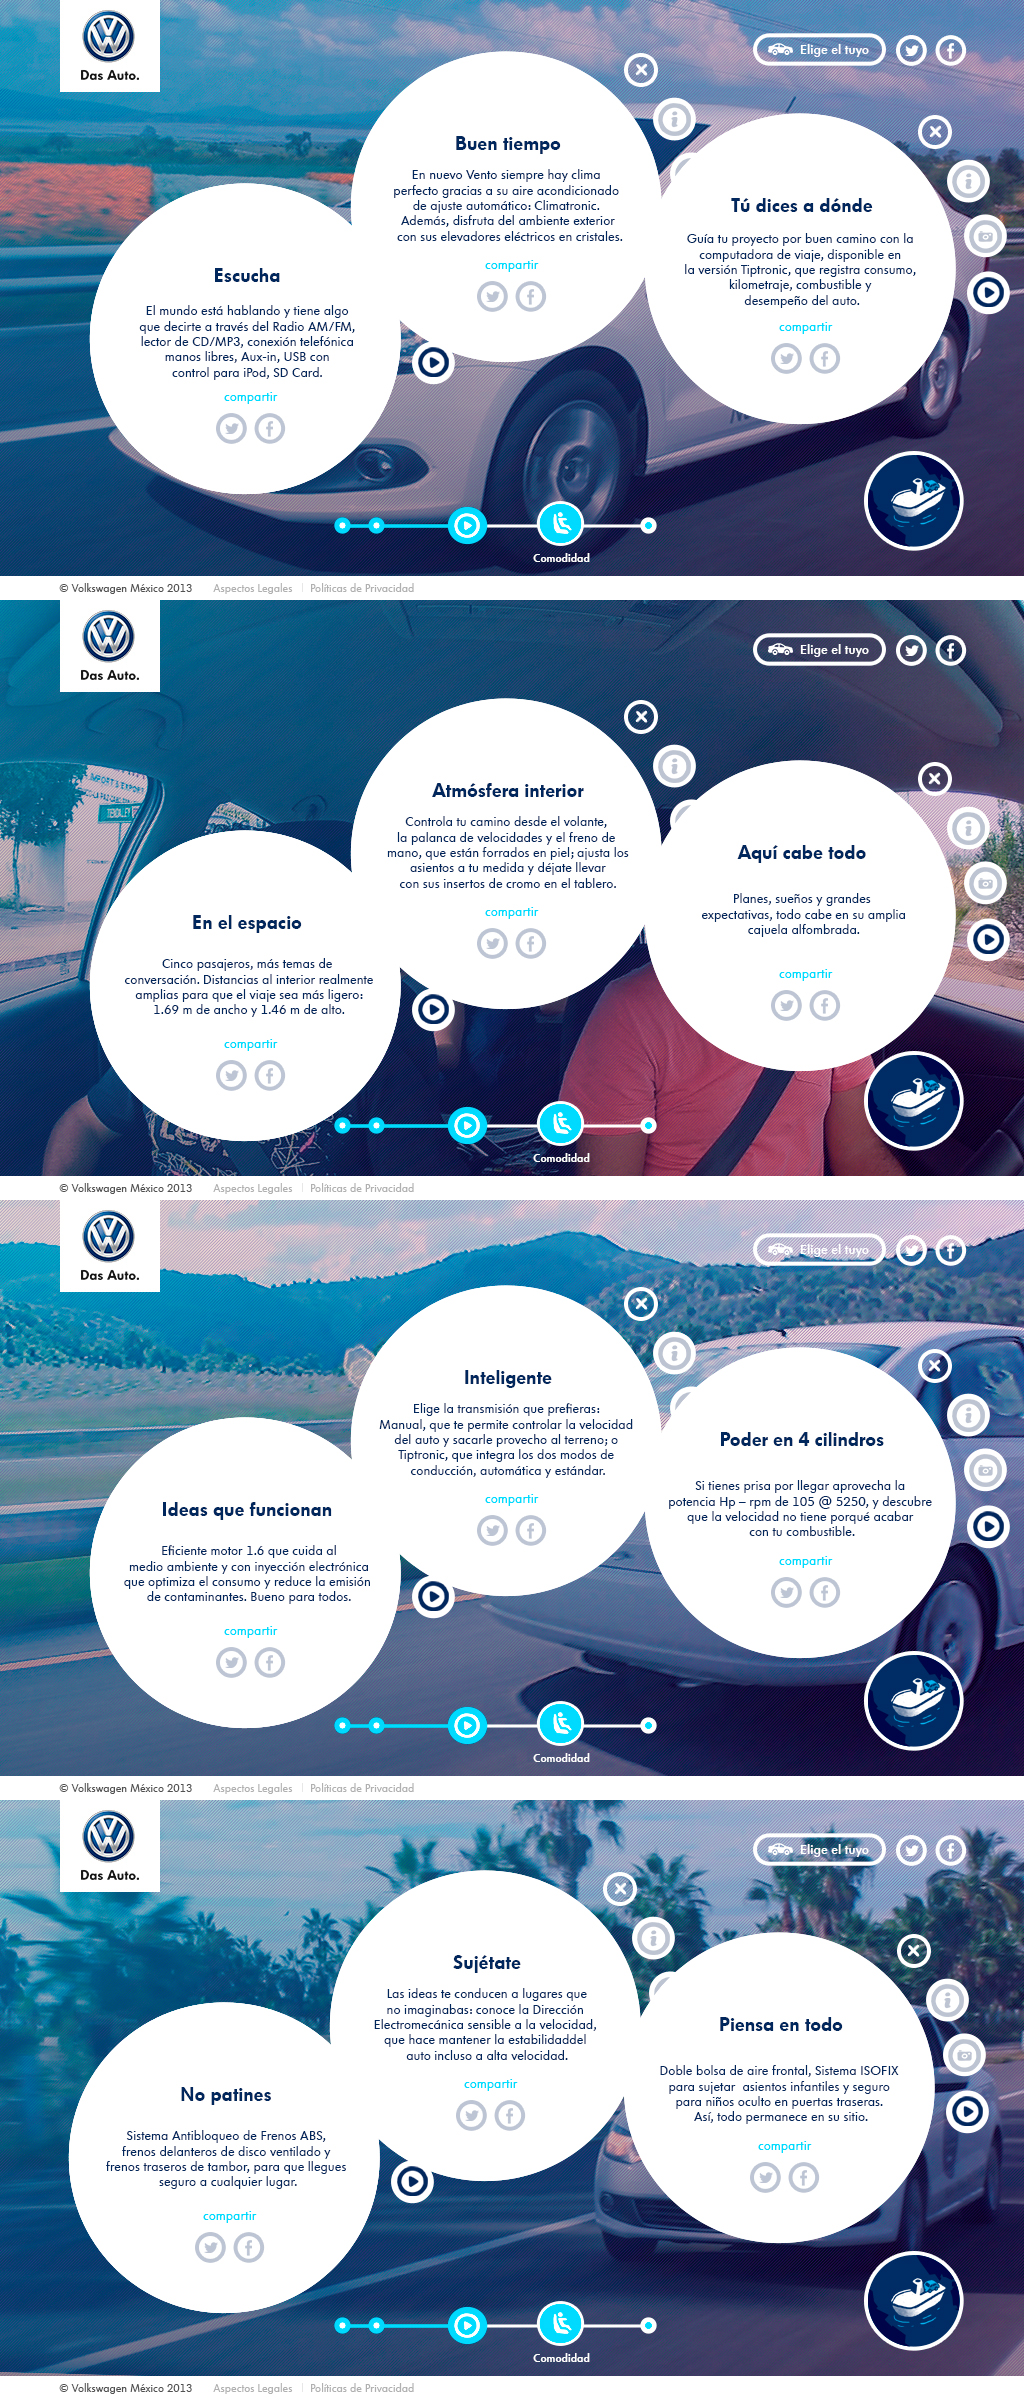 Das Auto.
Elige el tuyo
Buen tiempo
En nuevo Vento siempre hay clima
perfecto gracias a su aire acondicionado
de ajuste automático: Climatronic.
Además, disfruta del ambiente exterior
con sus elevadores eléctricos en cristales.
compartir
Tú dices a dónde
Guía tu proyecto por buen camino con la
computadora de viaje, disponible en
la versión Tiptronic, que registra consumo,
kilometraje, combustible y
desempeño del auto.
compartir
Escucha
El mundo está hablando y tiene algo
que decirte a través del Radio AM/FM,
lector de CD/MP3, conexión telefónica
manos libres, Aux-in, USB con
control para iPod, SD Card.
compartir
Comodidad
© Volkswagen México 2013 Aspectos Legales | Políticas de Privacidad
Das Auto.
Elige el tuyo
Atmósfera interior
Controla tu camino desde el volante,
la palanca de velocidades y el freno de
mano, que están forrados en piel; ajusta los
asientos a tu medida y déjate llevar
con sus insertos de cromo en el tablero.
compartir
Aquí cabe todo
Planes, sueños y grandes
expectativas, todo cabe en su amplia
cajuela alfombrada.
compartir
En el espacio
Cinco pasajeros, más temas de
conversación. Distancias al interior realmente
amplias para que el viaje sea más ligero:
1.69 m de ancho y 1.46 m de alto.
compartir
Comodidad
© Volkswagen México 2013 Aspectos Legales | Políticas de Privacidad
Das Auto.
Elige el tuyo
Inteligente
Elige la transmisión que prefieras:
Manual, que te permite controlar la velocidad
del auto y sacarle provecho al terreno; o
Tiptronic, que integra los dos modos de
conducción, automática y estándar.
compartir
Poder en 4 cilindros
Si tienes prisa por llegar aprovecha la
potencia Hp – rpm de 105 @ 5250, y descubre
que la velocidad no tiene porqué acabar
con tu combustible.
compartir
Ideas que funcionan
Eficiente motor 1.6 que cuida al
medio ambiente y con inyección electrónica
que optimiza el consumo y reduce la emisión
de contaminantes. Bueno para todos.
compartir
Comodidad
© Volkswagen México 2013 Aspectos Legales | Políticas de Privacidad
Das Auto.
Elige el tuyo
Sujétate
Las ideas te conducen a lugares que
no imaginabas: conoce la Dirección
Electromecánica sensible a la velocidad,
que hace mantener la estabilidaddel
auto incluso a alta velocidad.
compartir
Piensa en todo
Doble bolsa de aire frontal, Sistema ISOFIX
para sujetar  asientos infantiles y seguro
para niños oculto en puertas traseras.
Así, todo permanece en su sitio.
compartir
No patines
Sistema Antibloqueo de Frenos ABS,
frenos delanteros de disco ventilado y
frenos traseros de tambor, para que llegues
seguro a cualquier lugar.
compartir
Comodidad
© Volkswagen México 2013 Aspectos Legales | Políticas de Privacidad